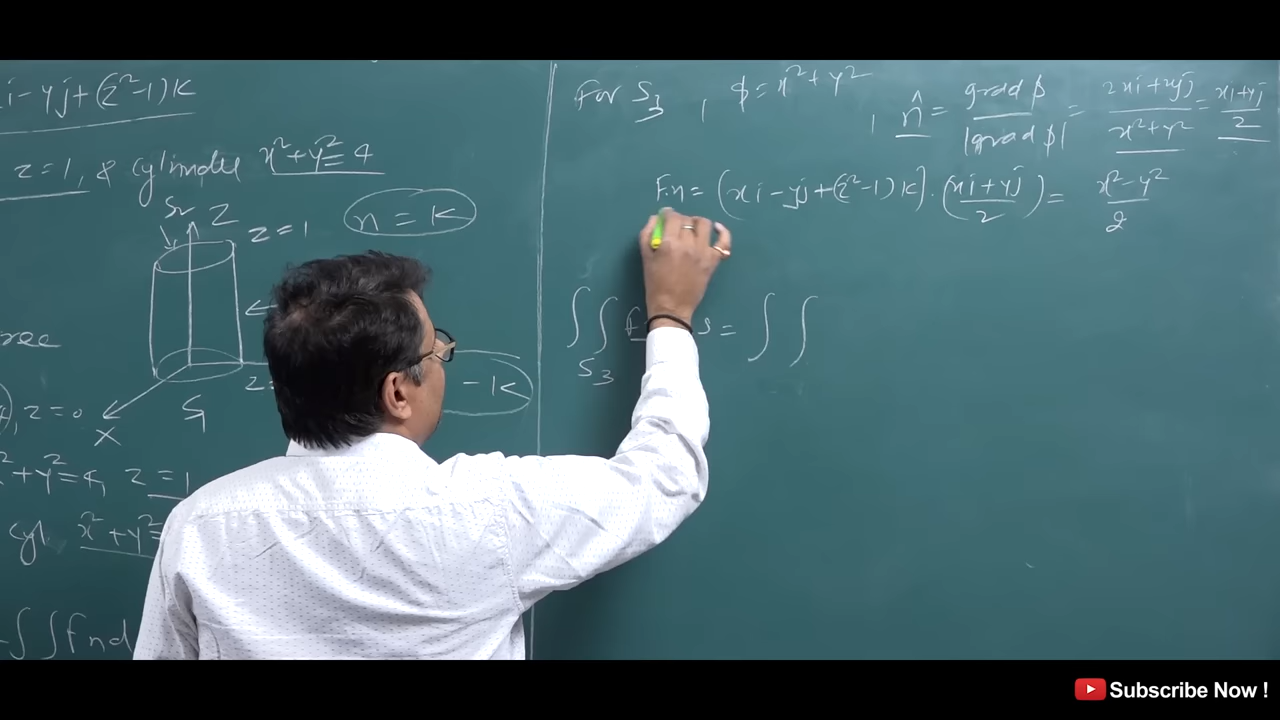 i - yj + (z² - 1) k
z = 1, & cylinder x² + y² = 4
S₂ Z z = 1
n = k
- k
X S₁
, z = 0
x² + y² = 4, z = 1
cyl. x² + y² =
∫ ∫ f n d
For S₃ , φ = x² + y² , n̂ = grad φ / |grad φ| = 2xi + 2yj / x² + y² = xi + yj / 2
F.n = (xi - yj + (z² - 1) k] . (xi + yj / 2) = x² - y² / 2
∫ ∫ f s =  ∫ ∫
S₃
Subscribe Now !